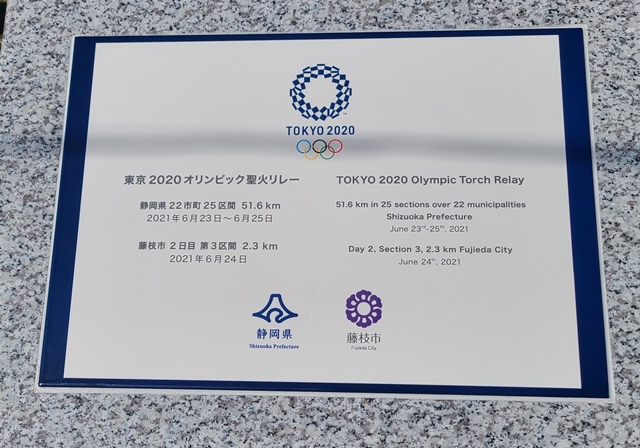 TOKYO 2020
東京2020オリンピック聖火リレー
静岡県 22市町25区間 51.6 km
2021年6月23日～6月25日
藤枝市 2日目 第3区間 2.3 km
2021年6月24日
TOKYO 2020 Olympic Torch Relay
51.6 km in 25 sections over 22 municipalities
Shizuoka Prefecture
June 23rd-25th, 2021
Day 2, Section 3, 2.3 km Fujieda City
June 24th, 2021
静岡県
Shizuoka Prefecture
藤枝市
Fujieda City